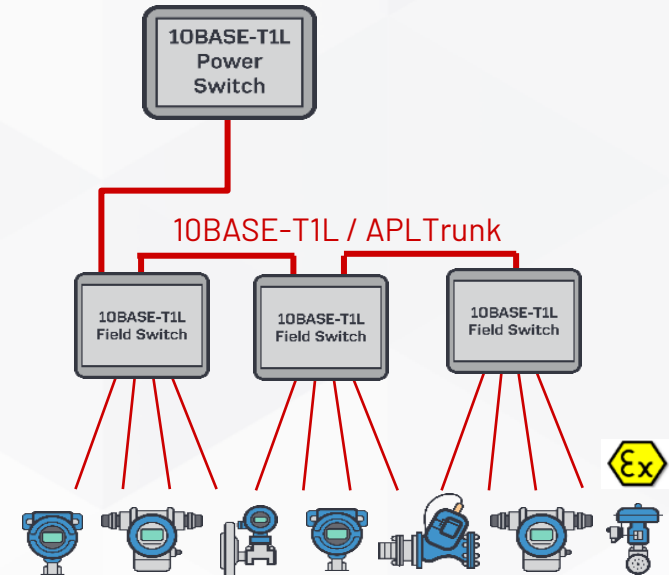 10BASE-T1L
Power
Switch
10BASE-T1L / APLTrunk
10BASE-T1L
Field Switch
10BASE-T1L
Field Switch
10BASE-T1L
Field Switch
Ex